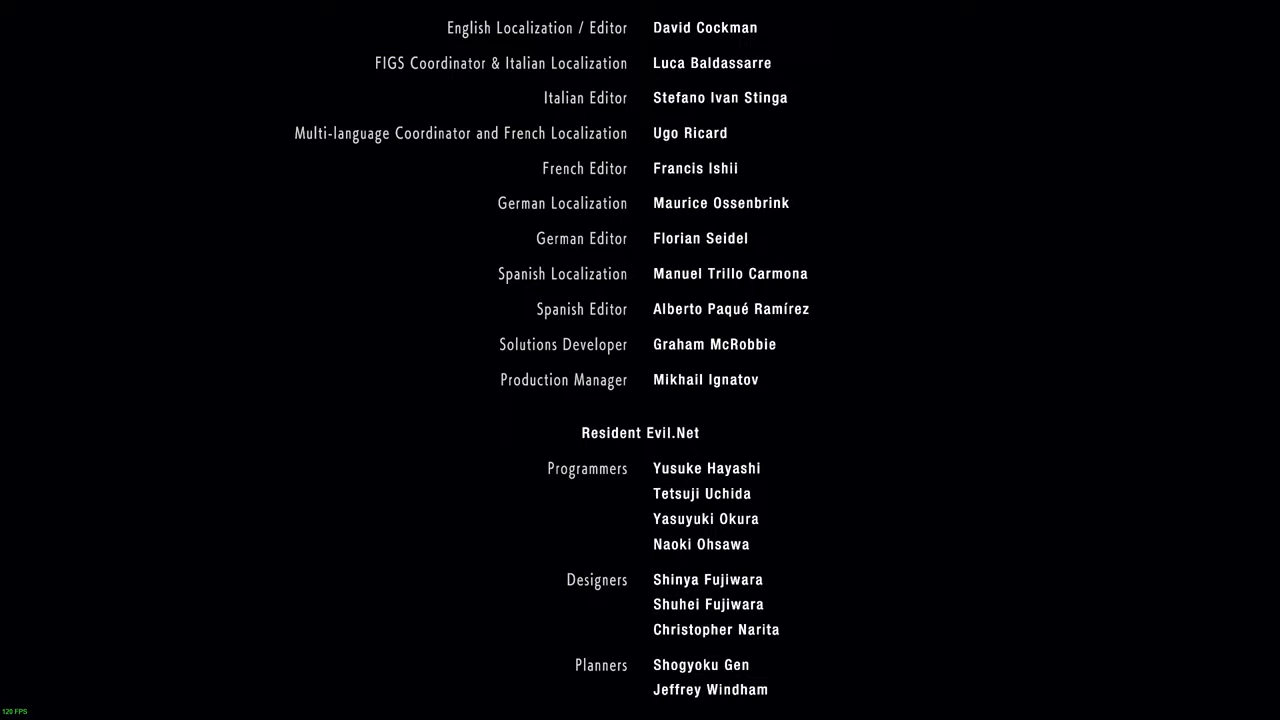 English Localization / Editor David Cockman
FIGS Coordinator & Italian Localization Luca Baldassarre
Italian Editor Stefano Ivan Stinga
Multi-language Coordinator and French Localization Ugo Ricard
French Editor Francis Ishii
German Localization Maurice Ossenbrink
German Editor Florian Seidel
Spanish Localization Manuel Trillo Carmona
Spanish Editor Alberto Paqué Ramírez
Solutions Developer Graham McRobbie
Production Manager Mikhail Ignatov
Resident Evil.Net
Programmers Yusuke Hayashi
Tetsuji Uchida
Yasuyuki Okura
Naoki Ohsawa
Designers Shinya Fujiwara
Shuhei Fujiwara
Christopher Narita
Planners Shogyoku Gen
Jeffrey Windham
120 FPS